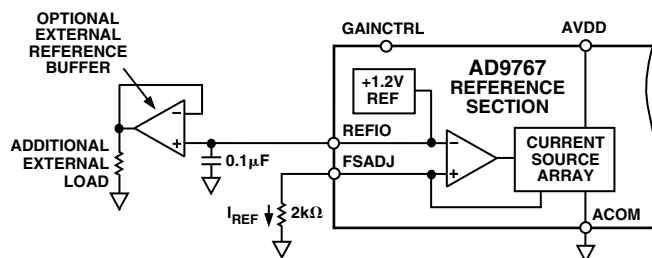 OPTIONAL
EXTERNAL
REFERENCE
BUFFER
GAINCTRL
AVDD
+1.2V
REF
AD9767
REFERENCE
SECTION
−
+
REFIO
ADDITIONAL
EXTERNAL
LOAD
0.1µF
FSADJ
−
+
CURRENT
SOURCE
ARRAY
IREF
2kΩ
ACOM